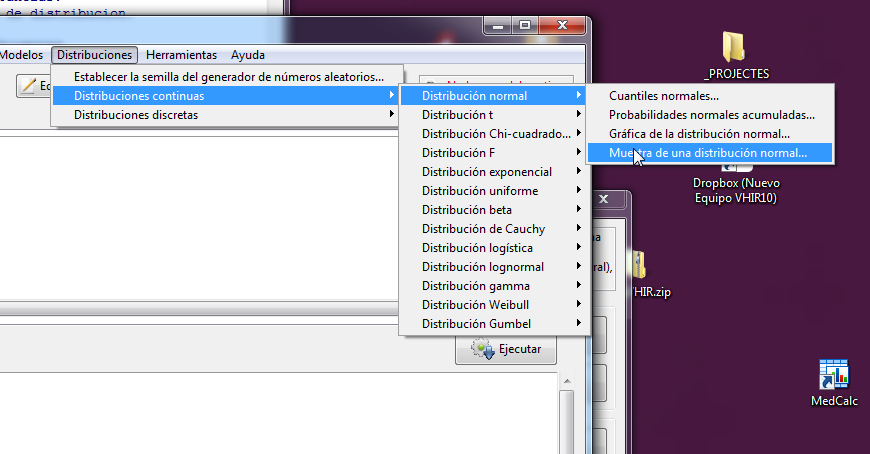 de distribucion
Modelos Distribuciones Herramientas Ayuda
Establecer la semilla del generador de números aleatorios...
Distribuciones continuas
Distribuciones discretas
Distribución normal
Distribución t
Distribución Chi-cuadrado...
Distribución F
Distribución exponencial
Distribución uniforme
Distribución beta
Distribución de Cauchy
Distribución logística
Distribución lognormal
Distribución gamma
Distribución Weibull
Distribución Gumbel
Cuantiles normales...
Probabilidades normales acumuladas...
Gráfica de la distribución normal...
Muestra de una distribución normal...
Ejecutar
_PROJECTES
Dropbox (Nuevo
Equipo VHIR10)
VHIR.zip
MedCalc